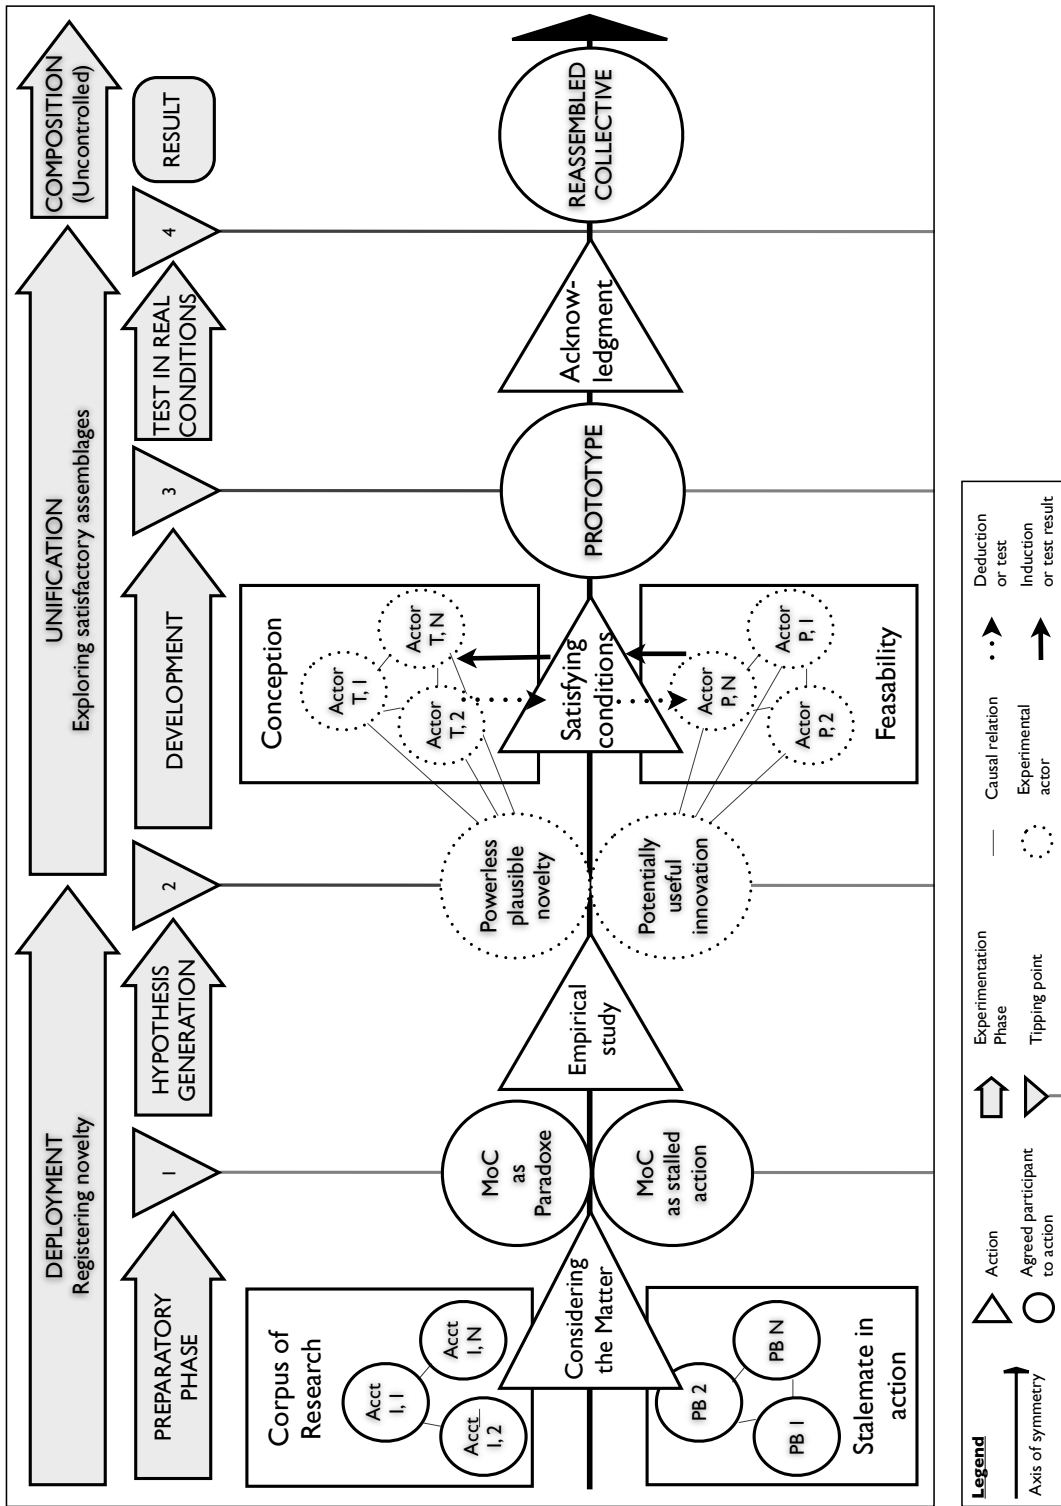 DEPLOYMENT
Registering novelty
UNIFICATION
Exploring satisfactory assemblages
COMPOSITION
(Uncontrolled)
PREPARATORY
PHASE
1
HYPOTHESIS
GENERATION
2
DEVELOPMENT
3
TEST IN REAL
CONDITIONS
4
RESULT
Corpus of
Research
Acct
1, 1
Acct
1, 2
Acct
1, N
Considering
the Matter
PB 2
PB N
PB 1
Stalemate in
action
MoC
as
Paradoxe
MoC
as stalled
action
Empirical
study
Powerless
plausible
novelty
Potentially
useful
innovation
Conception
Actor
T, 1
Actor
T, 2
Actor
T, N
Satisfying
conditions
Actor
P, N
Actor
P, 1
Actor
P, 2
Feasability
PROTOTYPE
Acknow-
ledgment
REASSEMBLED
COLLECTIVE
Legend
Axis of symmetry
Action
Agreed participant
to action
Experimentation
Phase
Tipping point
Causal relation
Experimental
actor
Deduction
or test
Induction
or test result